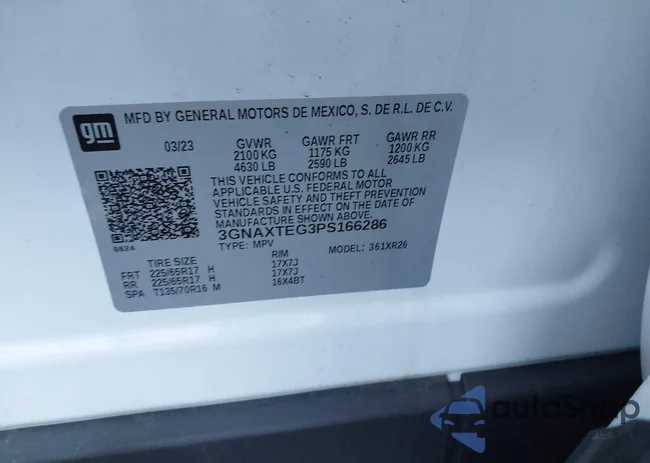 gm
MFD BY GENERAL MOTORS DE MEXICO, S. DE R.L. DE C.V.
03/23 GVWR GAWR FRT GAWR RR
2100 KG 1175 KG 1200 KG
4630 LB 2590 LB 2645 LB
THIS VEHICLE CONFORMS TO ALL
APPLICABLE U.S. FEDERAL MOTOR
VEHICLE SAFETY AND THEFT PREVENTION
STANDARDS IN EFFECT ON THE DATE OF
MANUFACTURE SHOWN ABOVE.
3GNAXTEG3PS166286
8624
TYPE: MPV MODEL: 361XR26
TIRE SIZE RIM
FRT 225/65R17 H 17X7J
RR 225/65R17 H 17X7J
SPA T135/70R16 M 16X4BT
autoShop